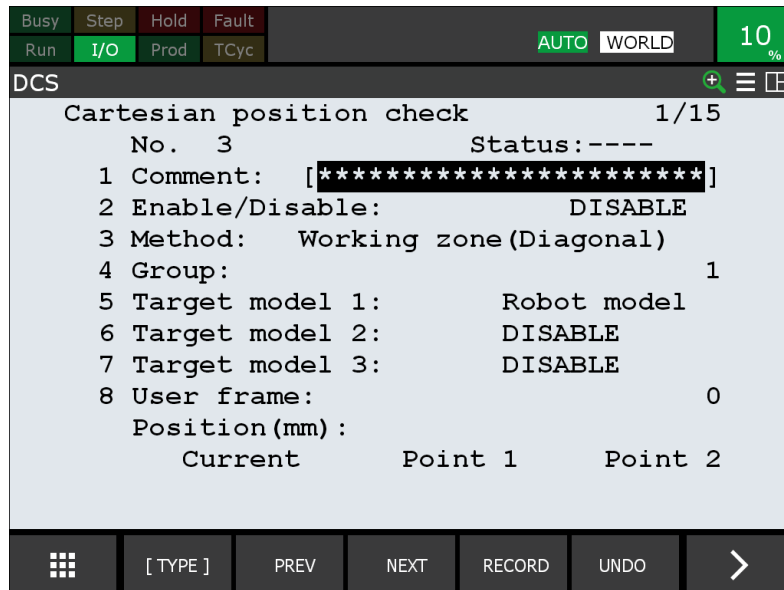 Busy Step Hold Fault
Run I/O Prod TCyc AUTO WORLD 10 %
DCS
Cartesian position check 1/15
No. 3 Status:----
1 Comment: [***********************]
2 Enable/Disable: DISABLE
3 Method: Working zone(Diagonal)
4 Group: 1
5 Target model 1: Robot model
6 Target model 2: DISABLE
7 Target model 3: DISABLE
8 User frame: 0
Position(mm):
Current Point 1 Point 2
[ TYPE ] PREV NEXT RECORD UNDO